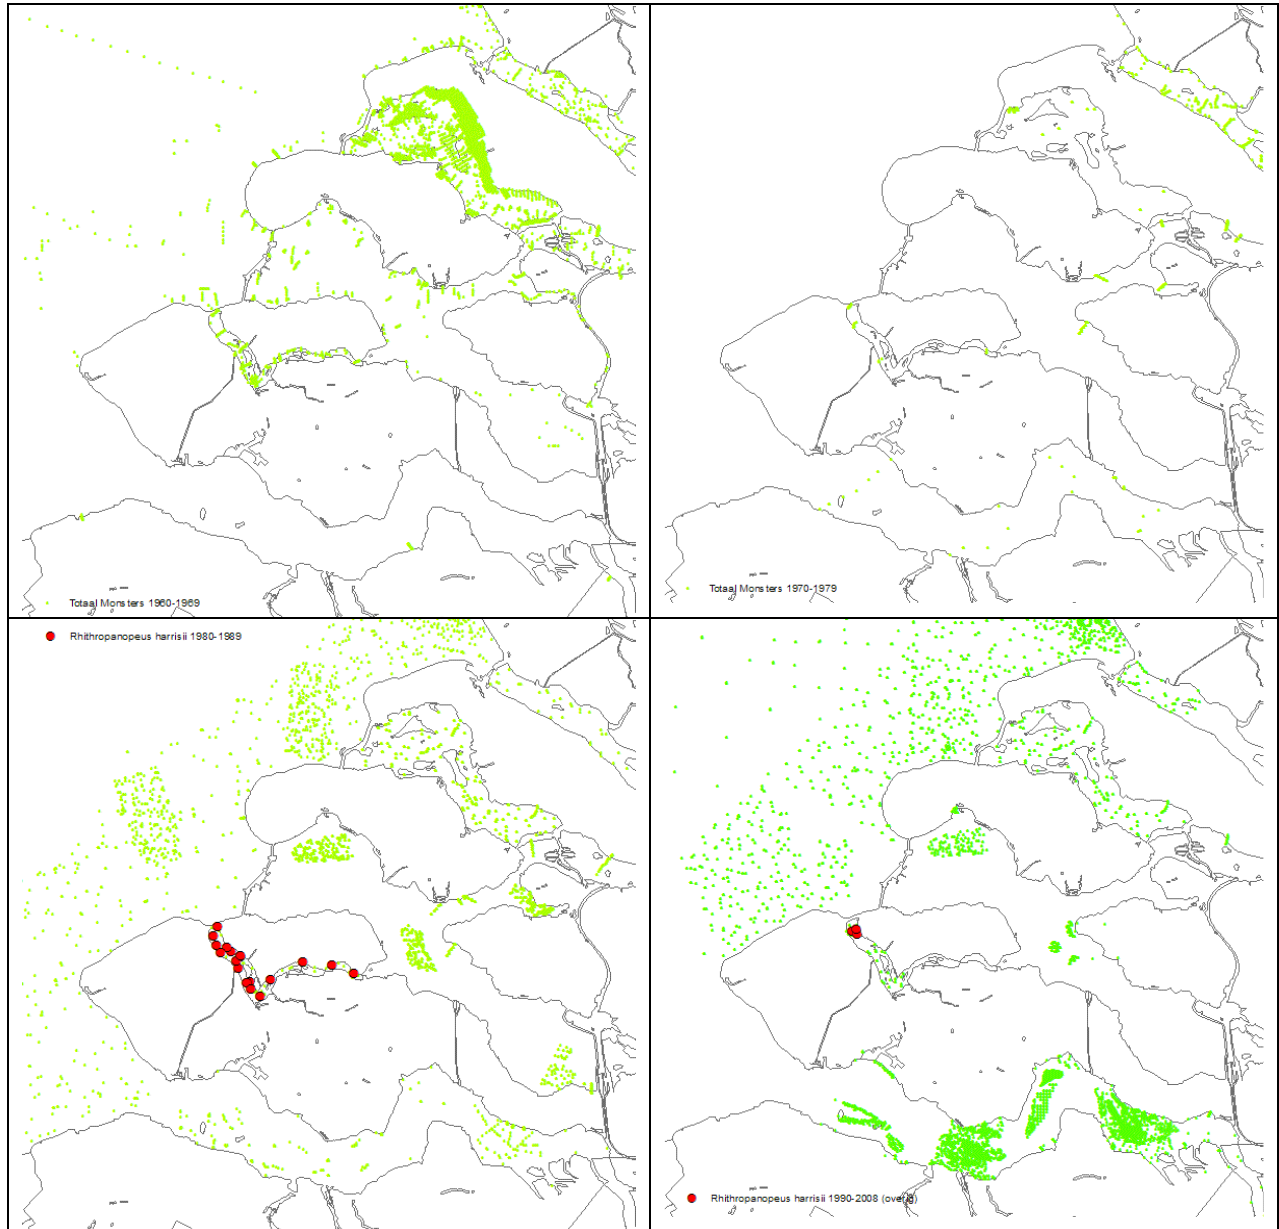 Totaal Monsters 1960-1969
Totaal Monsters 1970-1979
Rhithropanopeus harrisii 1980-1989
Rhithropanopeus harrisii 1990-2008 (overig)